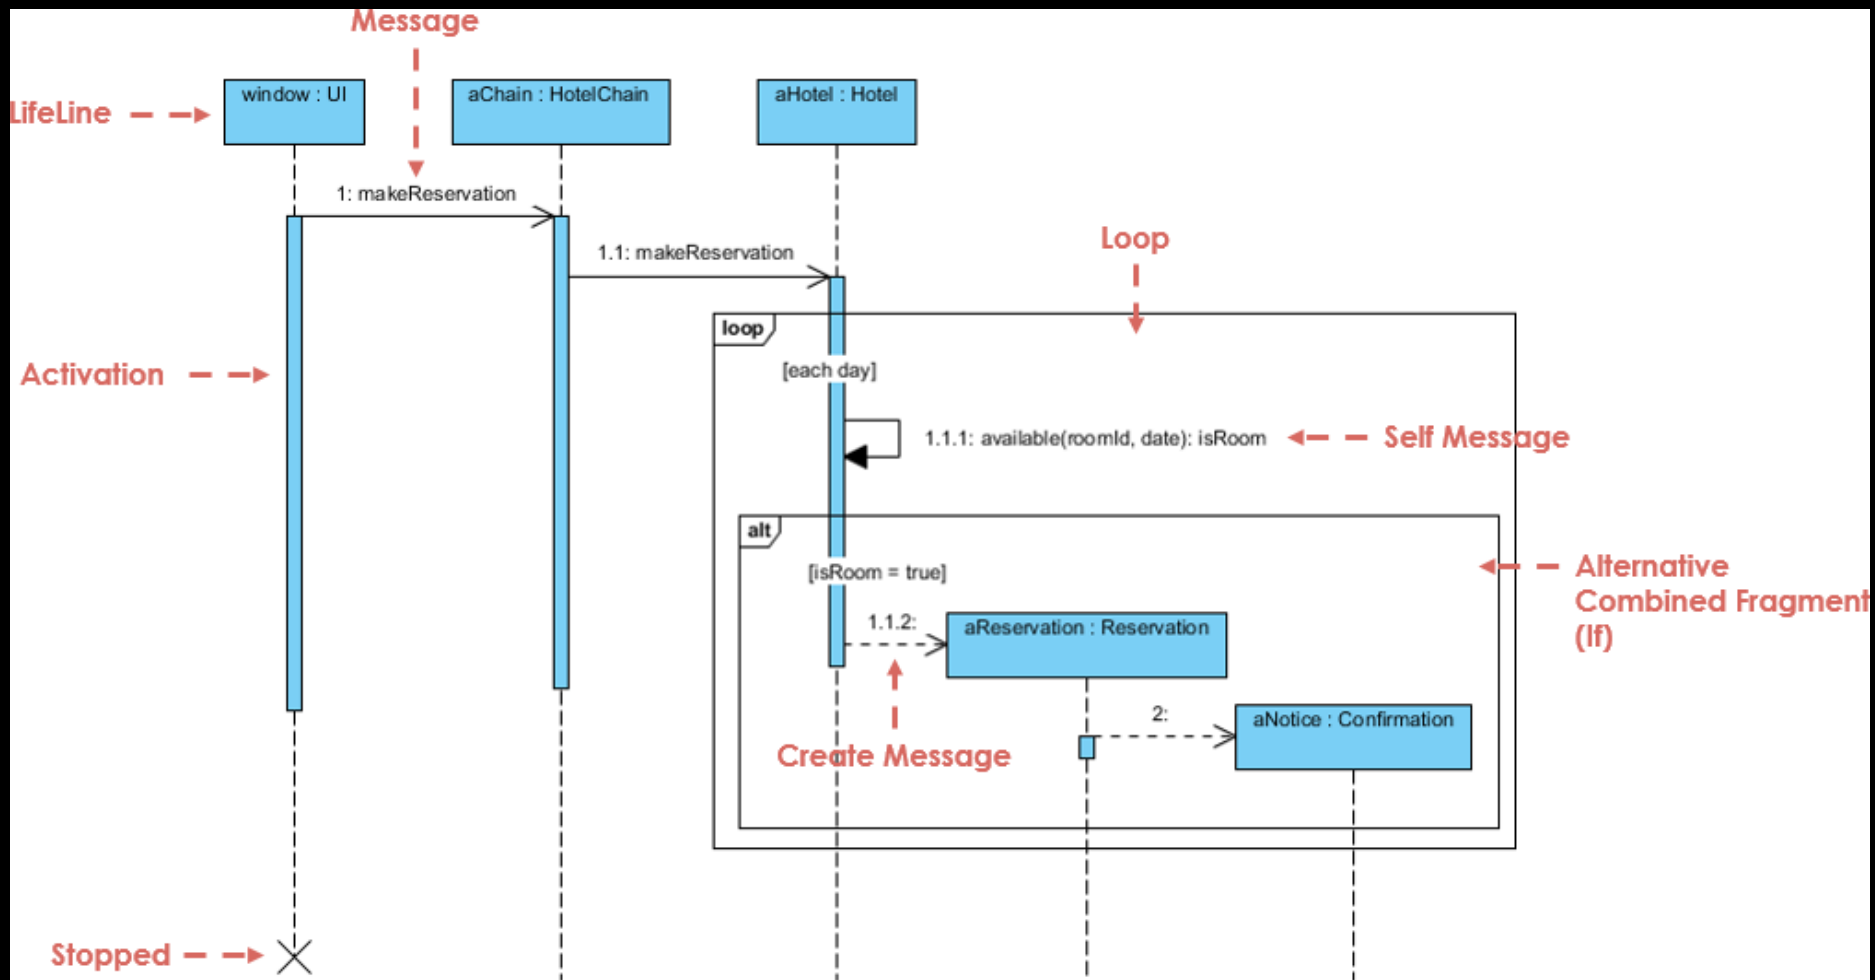 Message
window : UI
aChain : HotelChain
aHotel : Hotel
LifeLine
1: makeReservation
1.1: makeReservation
Loop
loop
[each day]
Activation
1.1.1: available(roomId, date): isRoom
Self Message
alt
[isRoom = true]
Alternative
Combined Fragment
(If)
1.1.2:
aReservation : Reservation
2:
aNotice : Confirmation
Create Message
Stopped